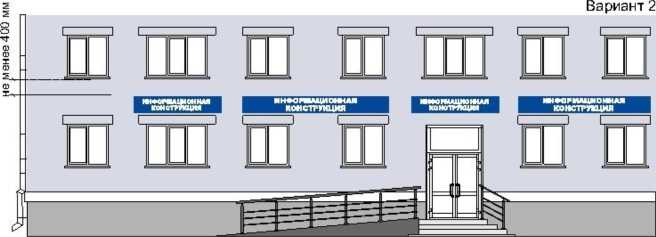 Вариант 2
не менее 400 мм
ИНФОРМАЦИОННАЯ
КОНСТРУКЦИЯ
ИНФОРМАЦИОННАЯ
КОНСТРУКЦИЯ
ИНФОРМАЦИОННАЯ
КОНСТРУКЦИЯ
ИНФОРМАЦИОННАЯ
КОНСТРУКЦИЯ